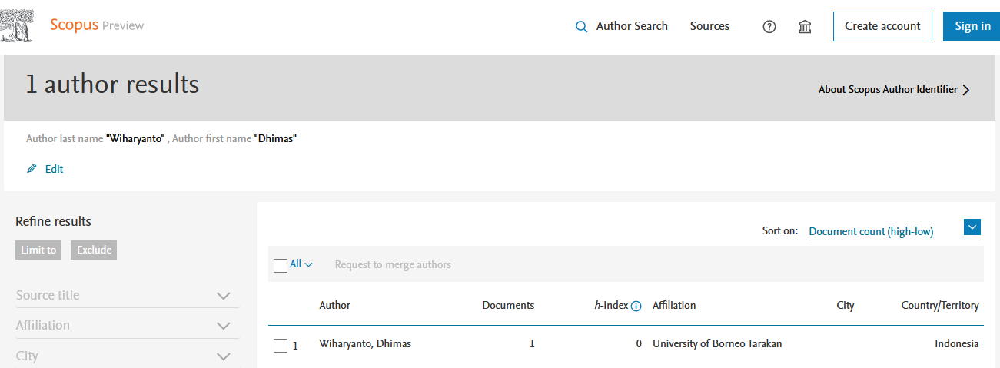 Scopus Preview
Author Search Sources Create account Sign in
1 author results
About Scopus Author Identifier
Author last name "Wiharyanto" , Author first name "Dhimas"
Edit
Refine results
Limit to Exclude
Source title
Affiliation
City
Sort on: Document count (high-low)
All Request to merge authors
Author Documents h-index Affiliation City Country/Territory
1 Wiharyanto, Dhimas 1 0 University of Borneo Tarakan Indonesia